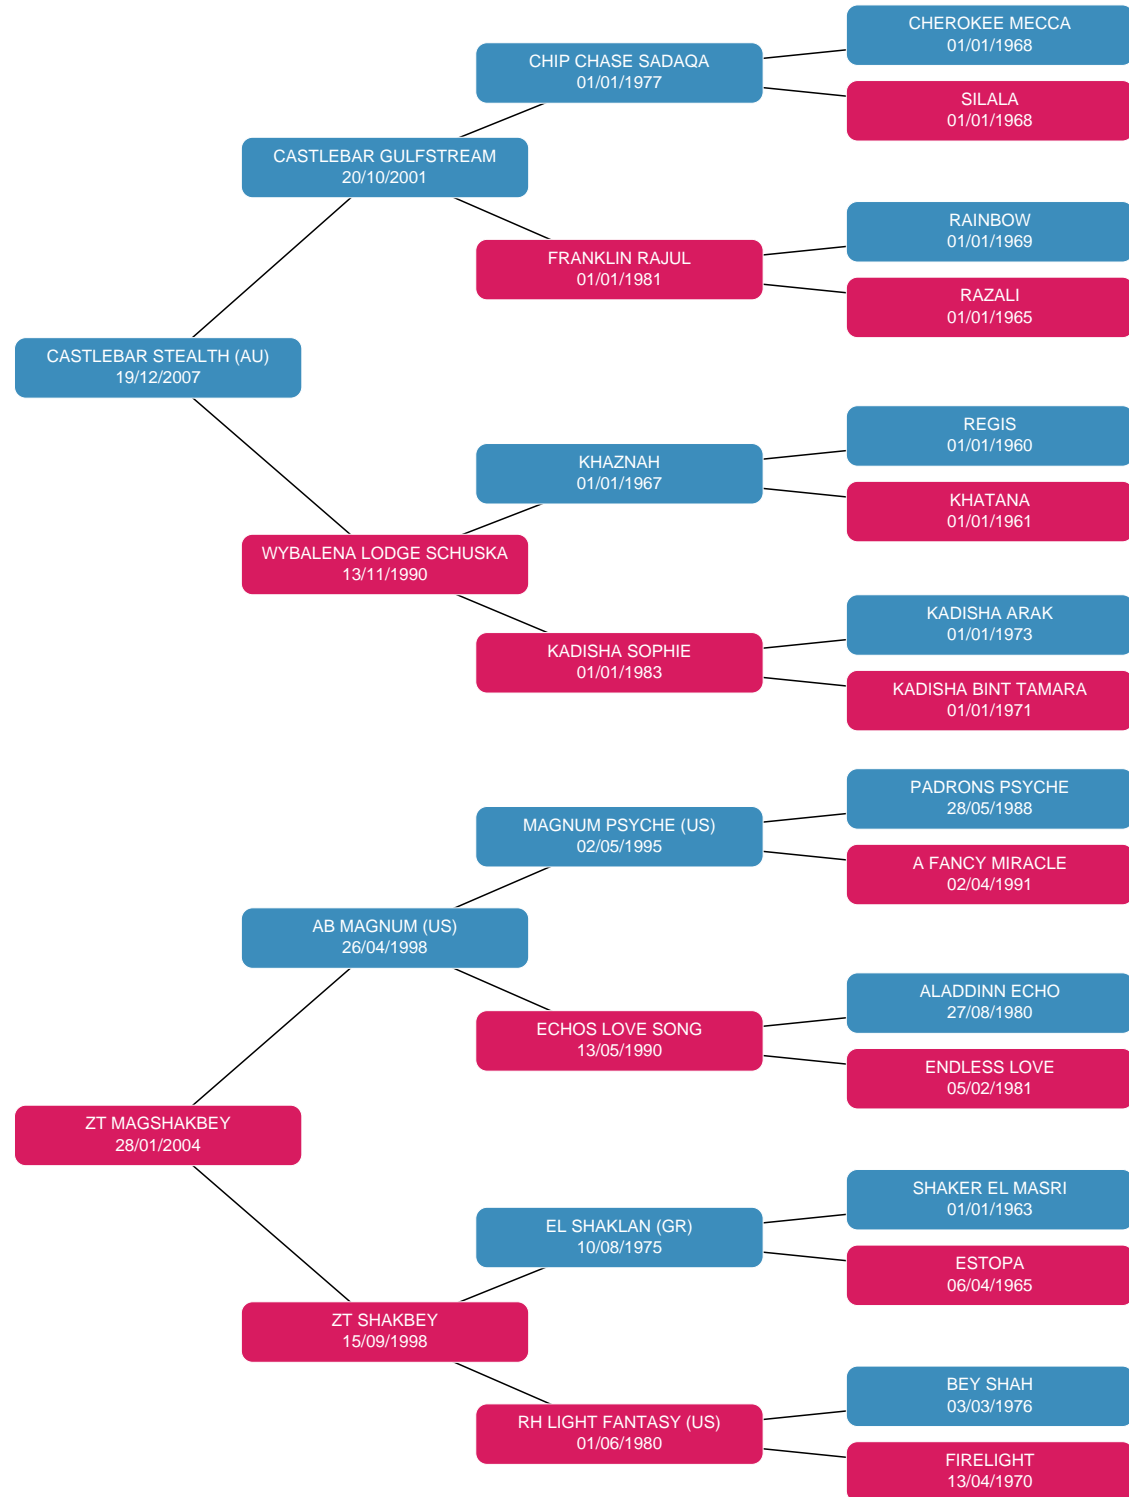 CHEROKEE MECCA
01/01/1968
CHIP CHASE SADAQA
01/01/1977
SILALA
01/01/1968
CASTLEBAR GULFSTREAM
20/10/2001
RAINBOW
01/01/1969
FRANKLIN RAJUL
01/01/1981
RAZALI
01/01/1965
CASTLEBAR STEALTH (AU)
19/12/2007
REGIS
01/01/1960
KHAZNAH
01/01/1967
KHATANA
01/01/1961
WYBALENA LODGE SCHUSKA
13/11/1990
KADISHA ARAK
01/01/1973
KADISHA SOPHIE
01/01/1983
KADISHA BINT TAMARA
01/01/1971
PADRONS PSYCHE
28/05/1988
MAGNUM PSYCHE (US)
02/05/1995
A FANCY MIRACLE
02/04/1991
AB MAGNUM (US)
26/04/1998
ALADDINN ECHO
27/08/1980
ECHOS LOVE SONG
13/05/1990
ENDLESS LOVE
05/02/1981
ZT MAGSHAKBEY
28/01/2004
SHAKER EL MASRI
01/01/1963
EL SHAKLAN (GR)
10/08/1975
ESTOPA
06/04/1965
ZT SHAKBEY
15/09/1998
BEY SHAH
03/03/1976
RH LIGHT FANTASY (US)
01/06/1980
FIRELIGHT
13/04/1970